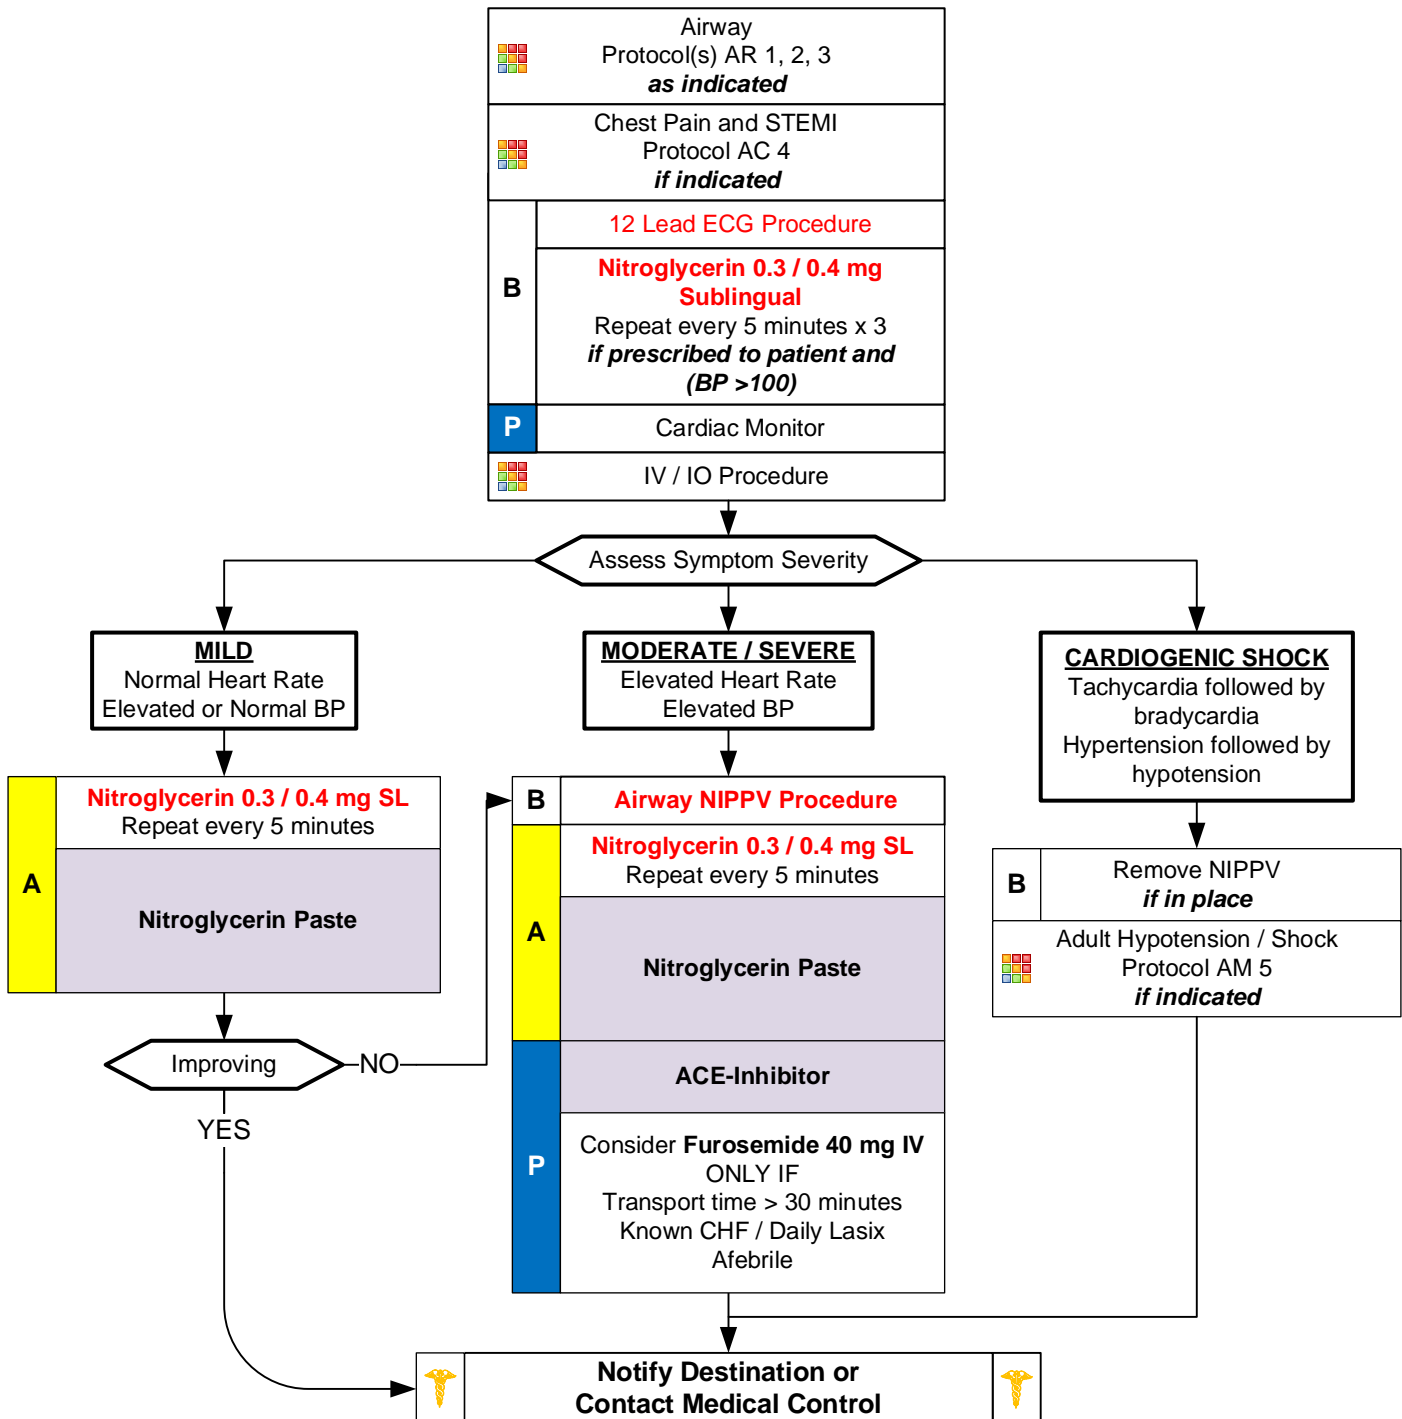 Airway
Protocol(s) AR 1, 2, 3
as indicated
Chest Pain and STEMI
Protocol AC 4
if indicated
B
12 Lead ECG Procedure
Nitroglycerin 0.3 / 0.4 mg
Sublingual
Repeat every 5 minutes x 3
if prescribed to patient and
(BP >100)
P
Cardiac Monitor
IV / IO Procedure
Assess Symptom Severity
MILD
Normal Heart Rate
Elevated or Normal BP
MODERATE / SEVERE
Elevated Heart Rate
Elevated BP
CARDIOGENIC SHOCK
Tachycardia followed by
bradycardia
Hypertension followed by
hypotension
A
Nitroglycerin 0.3 / 0.4 mg SL
Repeat every 5 minutes
Nitroglycerin Paste
Improving
NO
YES
B
Airway NIPPV Procedure
A
Nitroglycerin 0.3 / 0.4 mg SL
Repeat every 5 minutes
Nitroglycerin Paste
P
ACE-Inhibitor
Consider Furosemide 40 mg IV
ONLY IF
Transport time > 30 minutes
Known CHF / Daily Lasix
Afebrile
B
Remove NIPPV
if in place
Adult Hypotension / Shock
Protocol AM 5
if indicated
Notify Destination or
Contact Medical Control